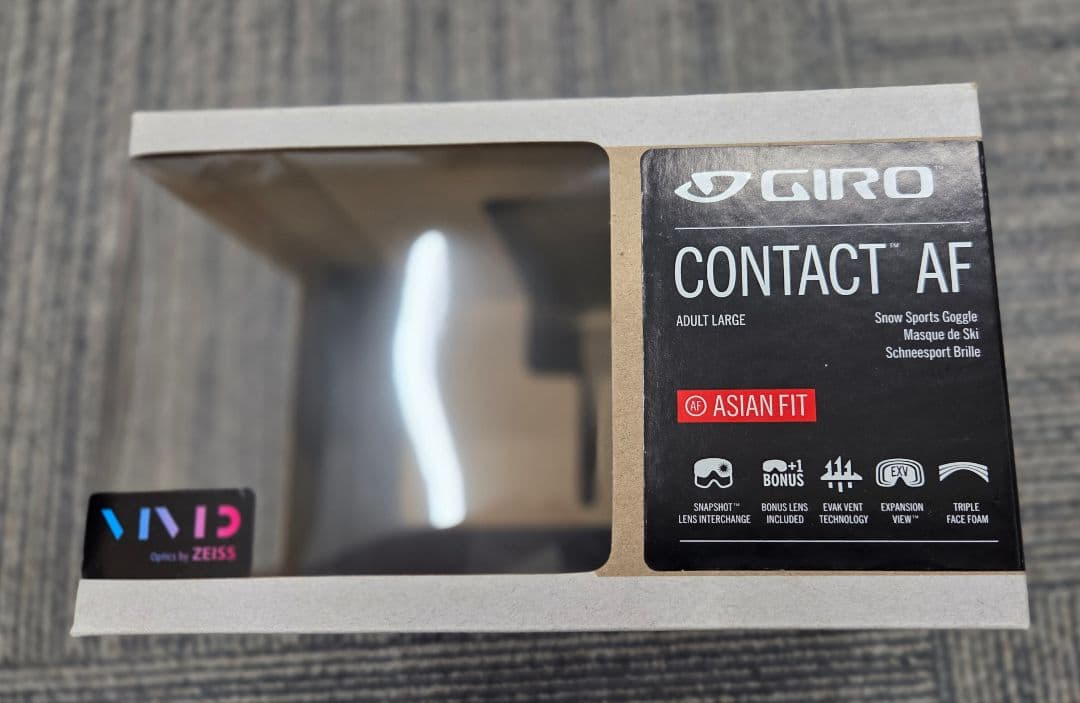 GIRO
CONTACT™ AF
ADULT LARGE
Snow Sports Goggle
Masque de Ski
Schneesport Brille
AF ASIAN FIT
SNAPSHOT™
LENS INTERCHANGE
+1
BONUS
BONUS LENS
INCLUDED
EVAK VENT
TECHNOLOGY
EXV
EXPANSION
VIEW™
TRIPLE
FACE FOAM
VIVID
Optics by ZEISS